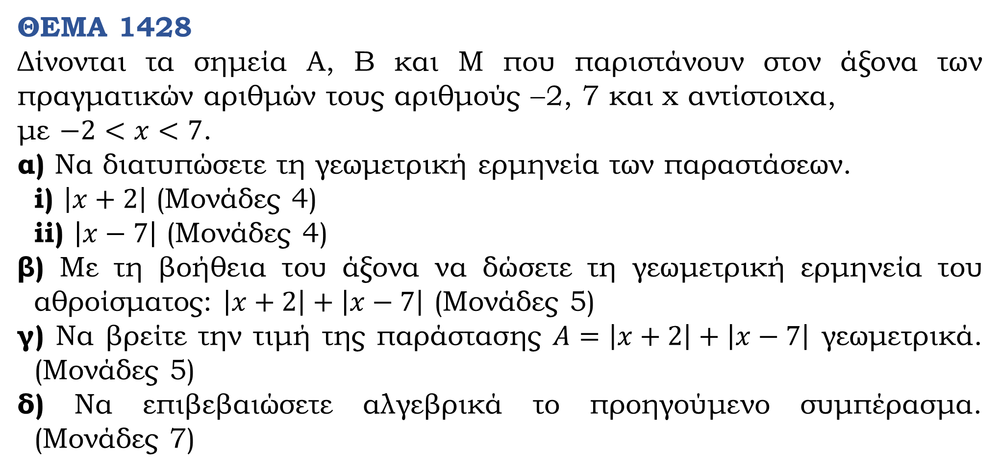 ΘΕΜΑ 1428
Δίνονται τα σημεία Α, Β και Μ που παριστάνουν στον άξονα των
πραγματικών αριθμών τους αριθμούς –2, 7 και x αντίστοιχα,
με −2 < x < 7.
α) Να διατυπώσετε τη γεωμετρική ερμηνεία των παραστάσεων.
i) |x + 2| (Μονάδες 4)
ii) |x − 7| (Μονάδες 4)
β) Με τη βοήθεια του άξονα να δώσετε τη γεωμετρική ερμηνεία του
αθροίσματος: |x + 2| + |x − 7| (Μονάδες 5)
γ) Να βρείτε την τιμή της παράστασης A = |x + 2| + |x − 7| γεωμετρικά.
(Μονάδες 5)
δ) Να επιβεβαιώσετε αλγεβρικά το προηγούμενο συμπέρασμα.
(Μονάδες 7)